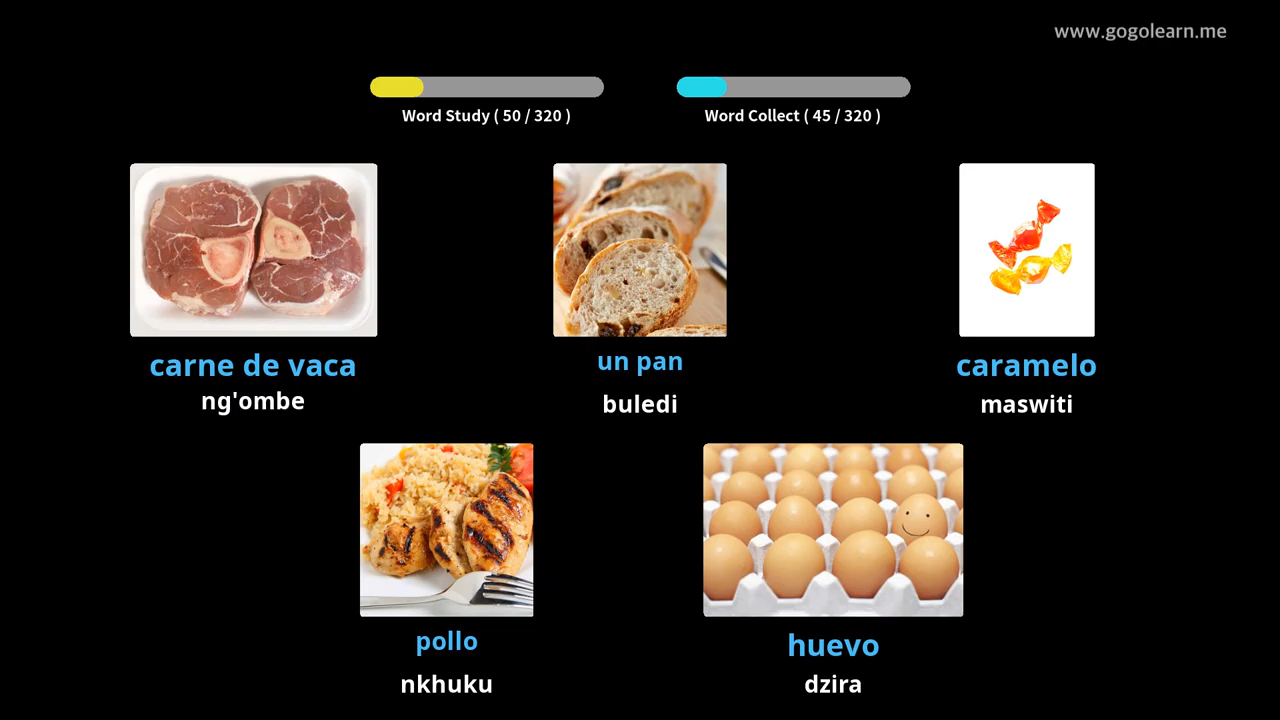 www.gogolearn.me
Word Study ( 50 / 320 )
Word Collect ( 45 / 320 )
carne de vaca
ng'ombe
un pan
buledi
caramelo
maswiti
pollo
nkhuku
huevo
dzira